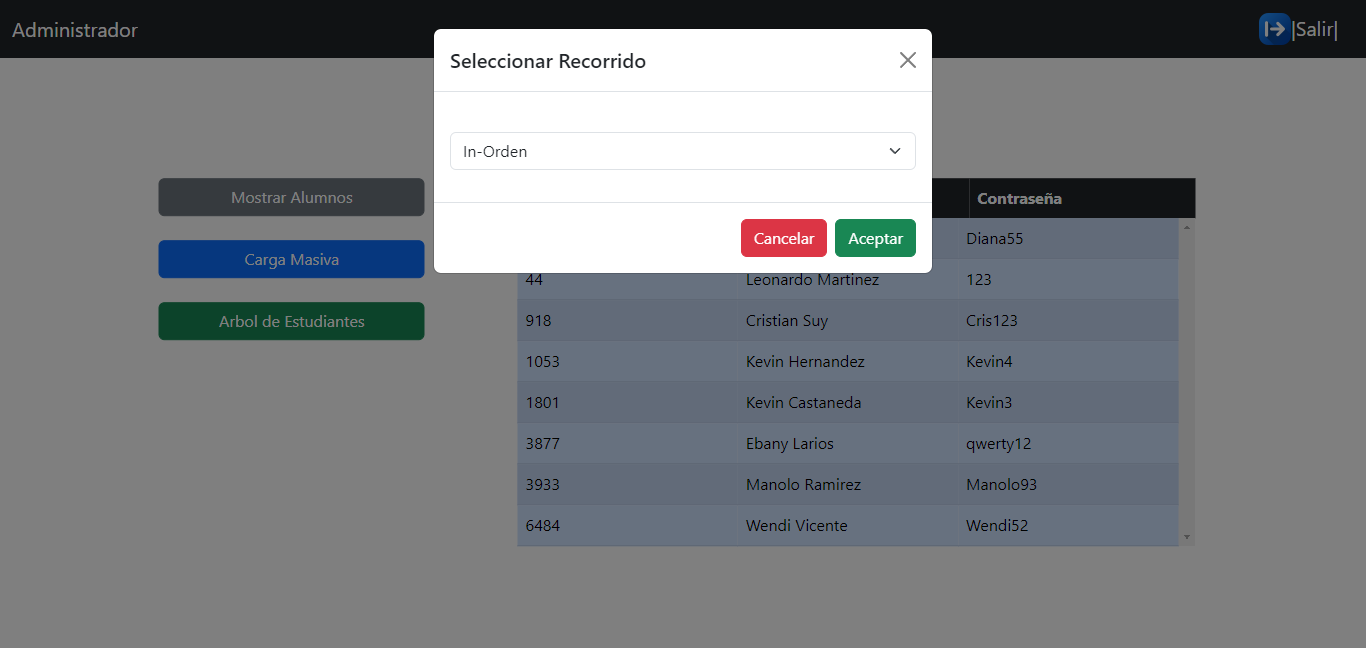 Administrador
|Salir|
Seleccionar Recorrido
In-Orden
Cancelar Aceptar
Mostrar Alumnos
Carga Masiva
Arbol de Estudiantes
Contraseña
Diana55
44 Leonardo Martinez 123
918 Cristian Suy Cris123
1053 Kevin Hernandez Kevin4
1801 Kevin Castaneda Kevin3
3877 Ebany Larios qwerty12
3933 Manolo Ramirez Manolo93
6484 Wendi Vicente Wendi52